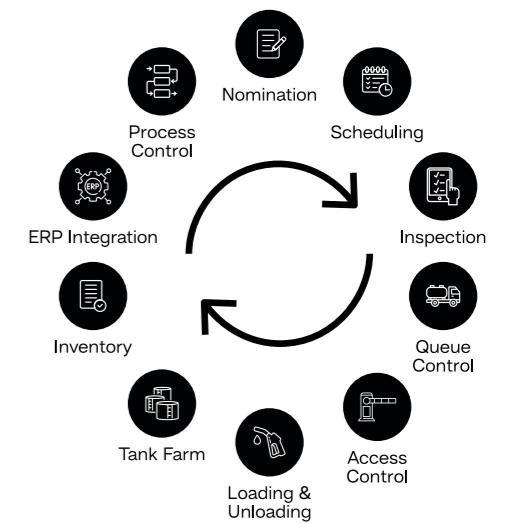 Nomination
Scheduling
Inspection
Queue
Control
Access
Control
Loading &
Unloading
Tank Farm
Inventory
ERP Integration
ERP
Process
Control